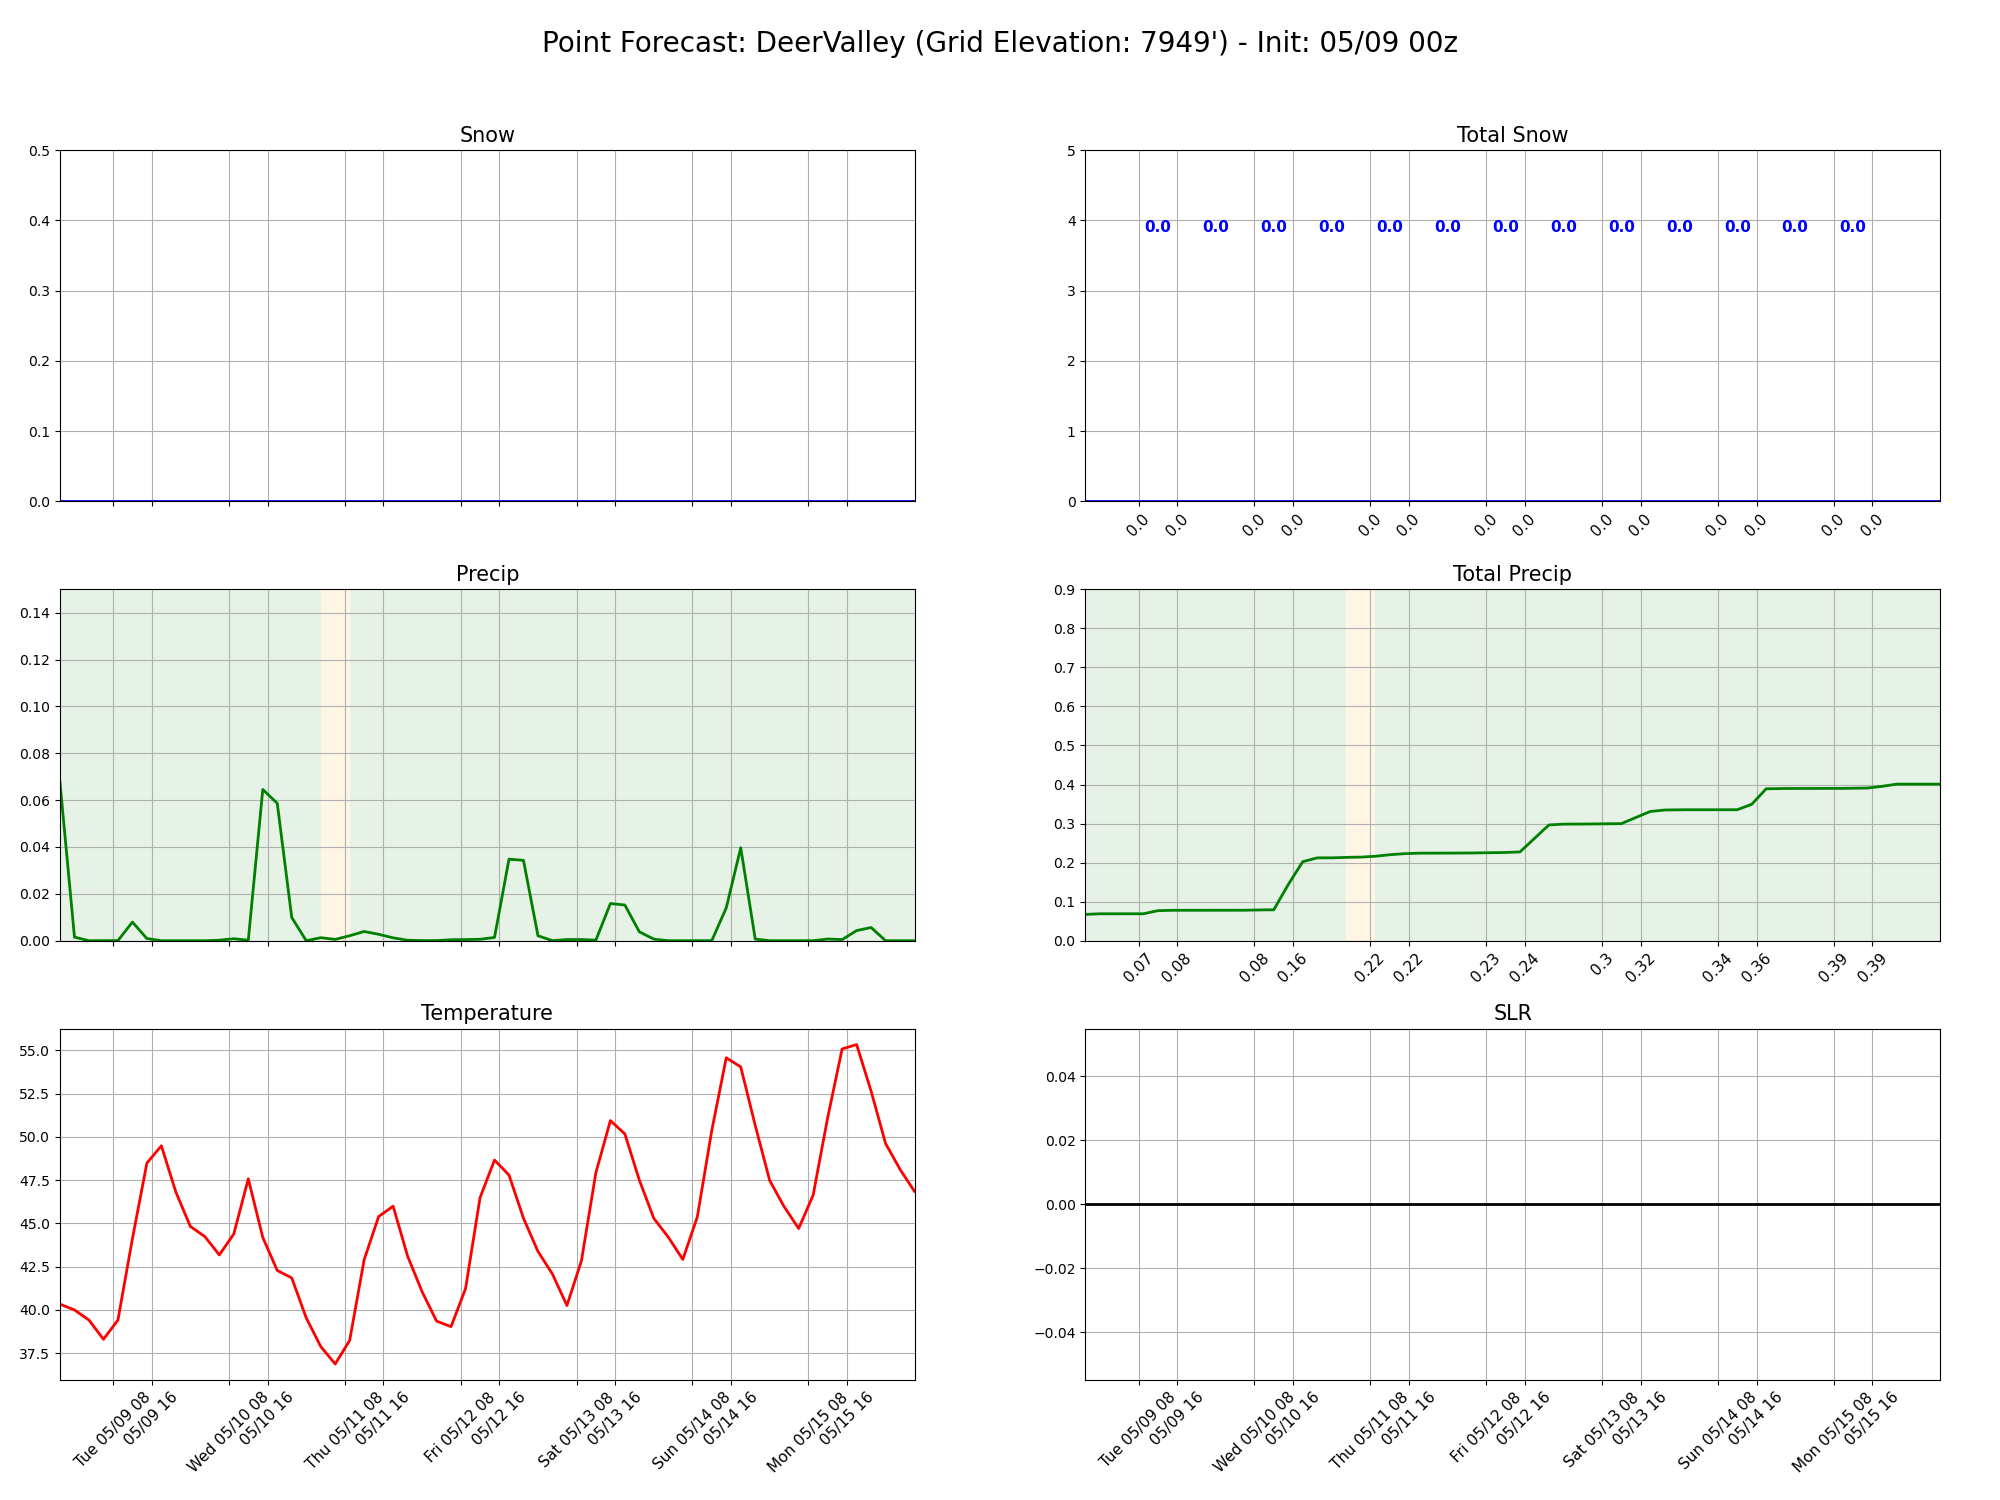 Point Forecast: DeerValley (Grid Elevation: 7949') - Init: 05/09 00z
Snow
0.5
0.4
0.3
0.2
0.1
0.0
Total Snow
5
4
3
2
1
0
0.0 0.0 0.0 0.0 0.0 0.0 0.0 0.0 0.0 0.0 0.0 0.0 0.0
0.0 0.0 0.0 0.0 0.0 0.0 0.0 0.0 0.0 0.0 0.0 0.0 0.0 0.0
Precip
0.14
0.12
0.10
0.08
0.06
0.04
0.02
0.00
Total Precip
0.9
0.8
0.7
0.6
0.5
0.4
0.3
0.2
0.1
0.0
0.07 0.08 0.08 0.16 0.22 0.22 0.23 0.24 0.3 0.32 0.34 0.36 0.39 0.39
Temperature
55.0
52.5
50.0
47.5
45.0
42.5
40.0
37.5
Tue 05/09 08
05/09 16
Wed 05/10 08
05/10 16
Thu 05/11 08
05/11 16
Fri 05/12 08
05/12 16
Sat 05/13 08
05/13 16
Sun 05/14 08
05/14 16
Mon 05/15 08
05/15 16
SLR
0.04
0.02
0.00
−0.02
−0.04
Tue 05/09 08
05/09 16
Wed 05/10 08
05/10 16
Thu 05/11 08
05/11 16
Fri 05/12 08
05/12 16
Sat 05/13 08
05/13 16
Sun 05/14 08
05/14 16
Mon 05/15 08
05/15 16